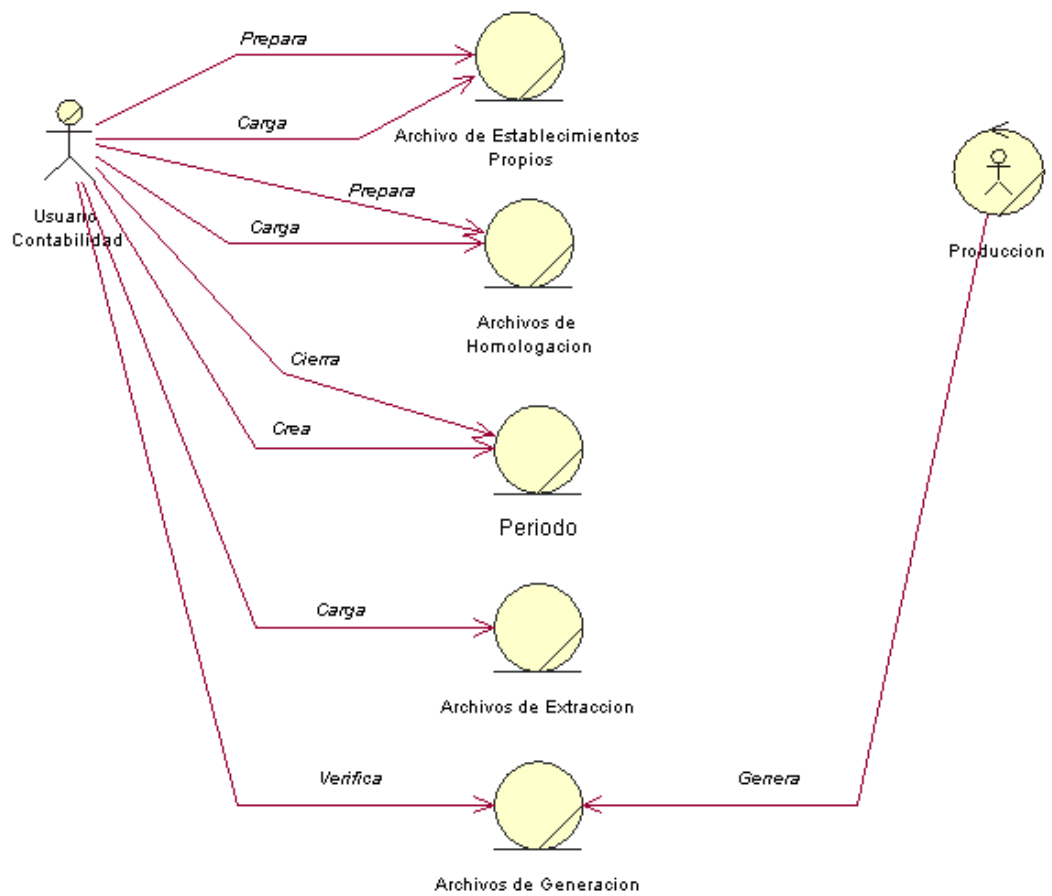 Prepara
Carga
Archivo de Establecimientos
Propios
Usuario
Contabilidad
Prepara
Carga
Produccion
Archivos de
Homologacion
Cierra
Crea
Periodo
Carga
Archivos de Extraccion
Verifica
Genera
Archivos de Generacion